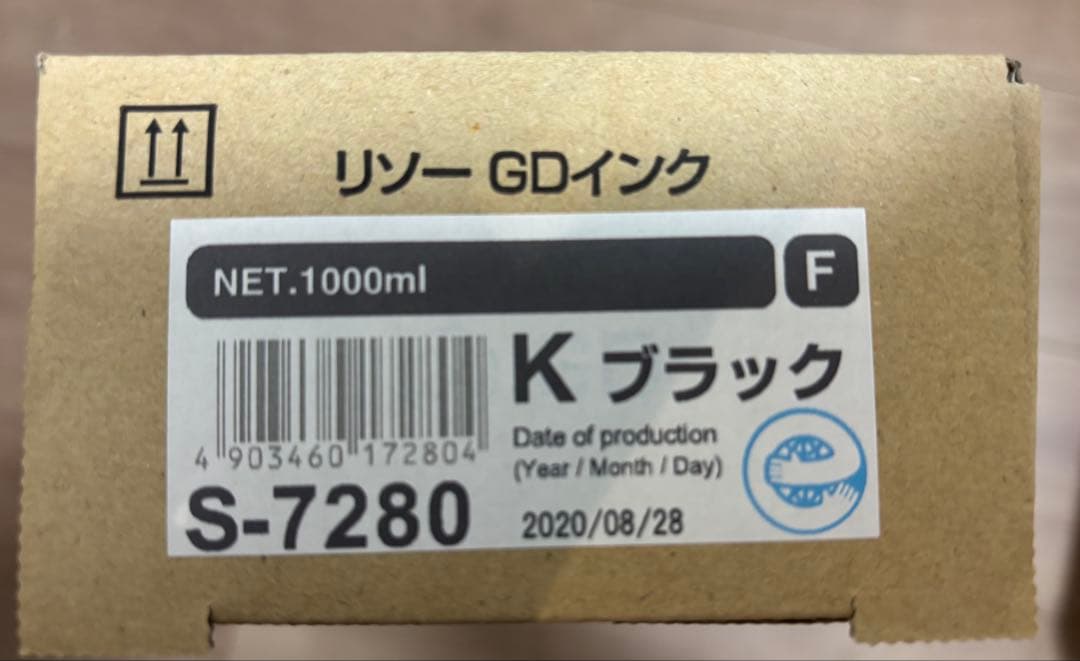 リソー GDインク
NET.1000ml
F
K ブラック
4 903460 172804
Date of production
(Year / Month / Day)
S-7280
2020/08/28